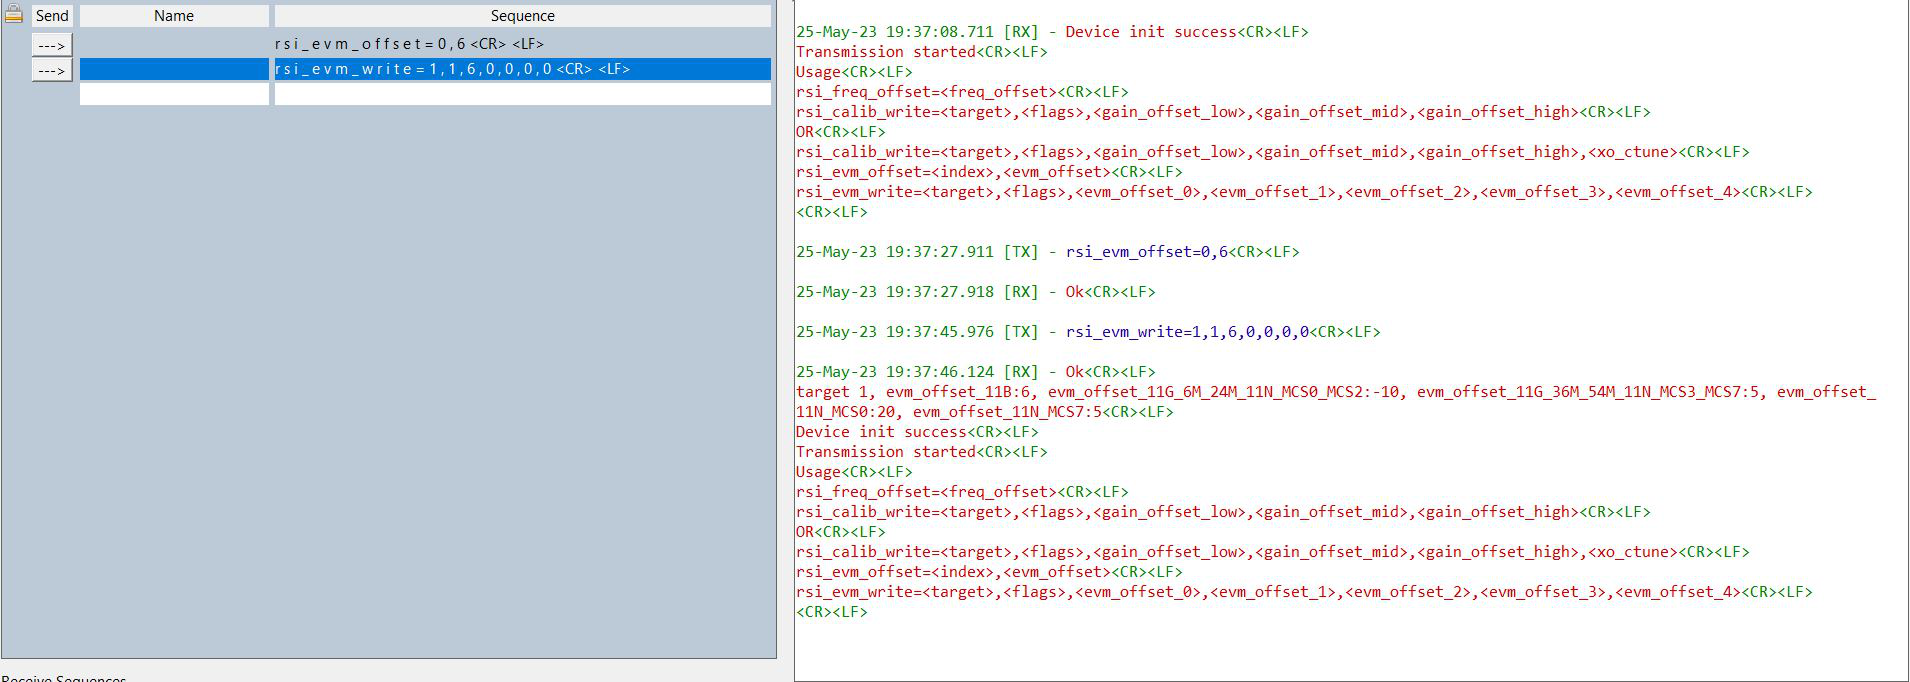 Send Name Sequence
---> rsi_evm_offset=0,6<CR><LF>
---> rsi_evm_write=1,1,6,0,0,0,0<CR><LF>
Receive Sequences
25-May-23 19:37:08.711 [RX] - Device init success<CR><LF>
Transmission started<CR><LF>
Usage<CR><LF>
rsi_freq_offset=<freq_offset><CR><LF>
rsi_calib_write=<target>,<flags>,<gain_offset_low>,<gain_offset_mid>,<gain_offset_high><CR><LF>
OR<CR><LF>
rsi_calib_write=<target>,<flags>,<gain_offset_low>,<gain_offset_mid>,<gain_offset_high>,<xo_ctune><CR><LF>
rsi_evm_offset=<index>,<evm_offset><CR><LF>
rsi_evm_write=<target>,<flags>,<evm_offset_0>,<evm_offset_1>,<evm_offset_2>,<evm_offset_3>,<evm_offset_4><CR><LF>
<CR><LF>
25-May-23 19:37:27.911 [TX] - rsi_evm_offset=0,6<CR><LF>
25-May-23 19:37:27.918 [RX] - Ok<CR><LF>
25-May-23 19:37:45.976 [TX] - rsi_evm_write=1,1,6,0,0,0,0<CR><LF>
25-May-23 19:37:46.124 [RX] - Ok<CR><LF>
target 1, evm_offset_11B:6, evm_offset_11G_6M_24M_11N_MCS0_MCS2:-10, evm_offset_11G_36M_54M_11N_MCS3_MCS7:5, evm_offset_
11N_MCS0:20, evm_offset_11N_MCS7:5<CR><LF>
Device init success<CR><LF>
Transmission started<CR><LF>
Usage<CR><LF>
rsi_freq_offset=<freq_offset><CR><LF>
rsi_calib_write=<target>,<flags>,<gain_offset_low>,<gain_offset_mid>,<gain_offset_high><CR><LF>
OR<CR><LF>
rsi_calib_write=<target>,<flags>,<gain_offset_low>,<gain_offset_mid>,<gain_offset_high>,<xo_ctune><CR><LF>
rsi_evm_offset=<index>,<evm_offset><CR><LF>
rsi_evm_write=<target>,<flags>,<evm_offset_0>,<evm_offset_1>,<evm_offset_2>,<evm_offset_3>,<evm_offset_4><CR><LF>
<CR><LF>